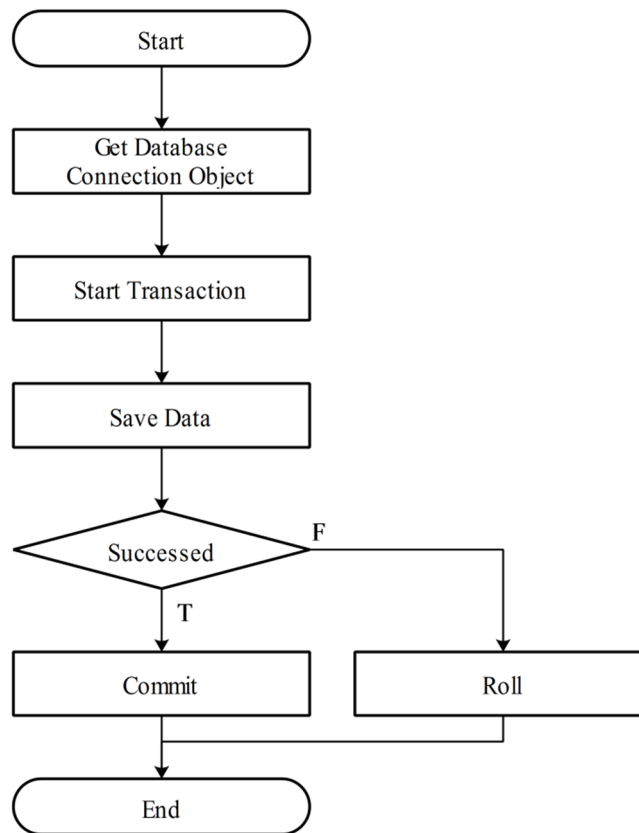 Start
Get Database
Connection Object
Start Transaction
Save Data
Successed
F
T
Commit
Roll
End